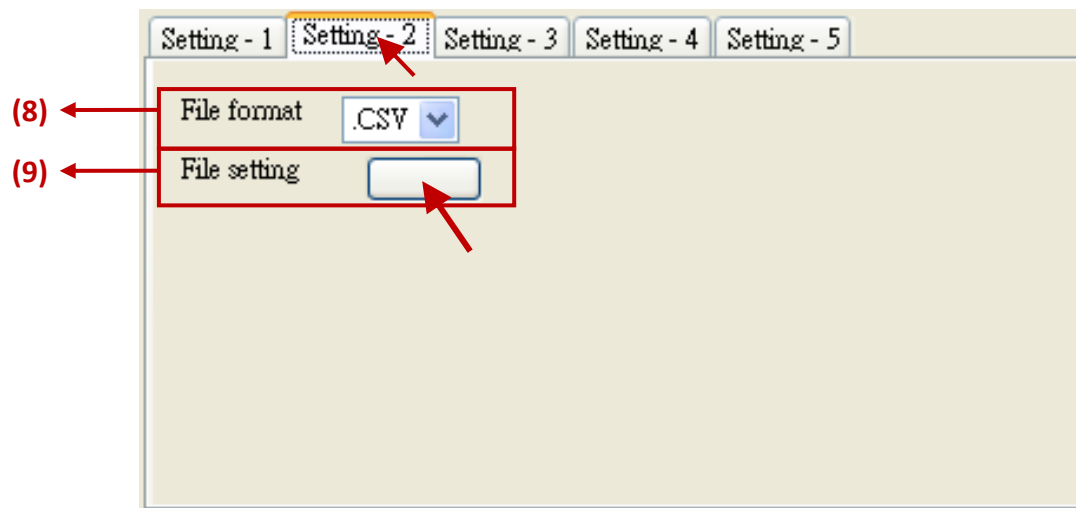 Setting - 1 Setting - 2 Setting - 3 Setting - 4 Setting - 5
(8) File format .CSV
(9) File setting